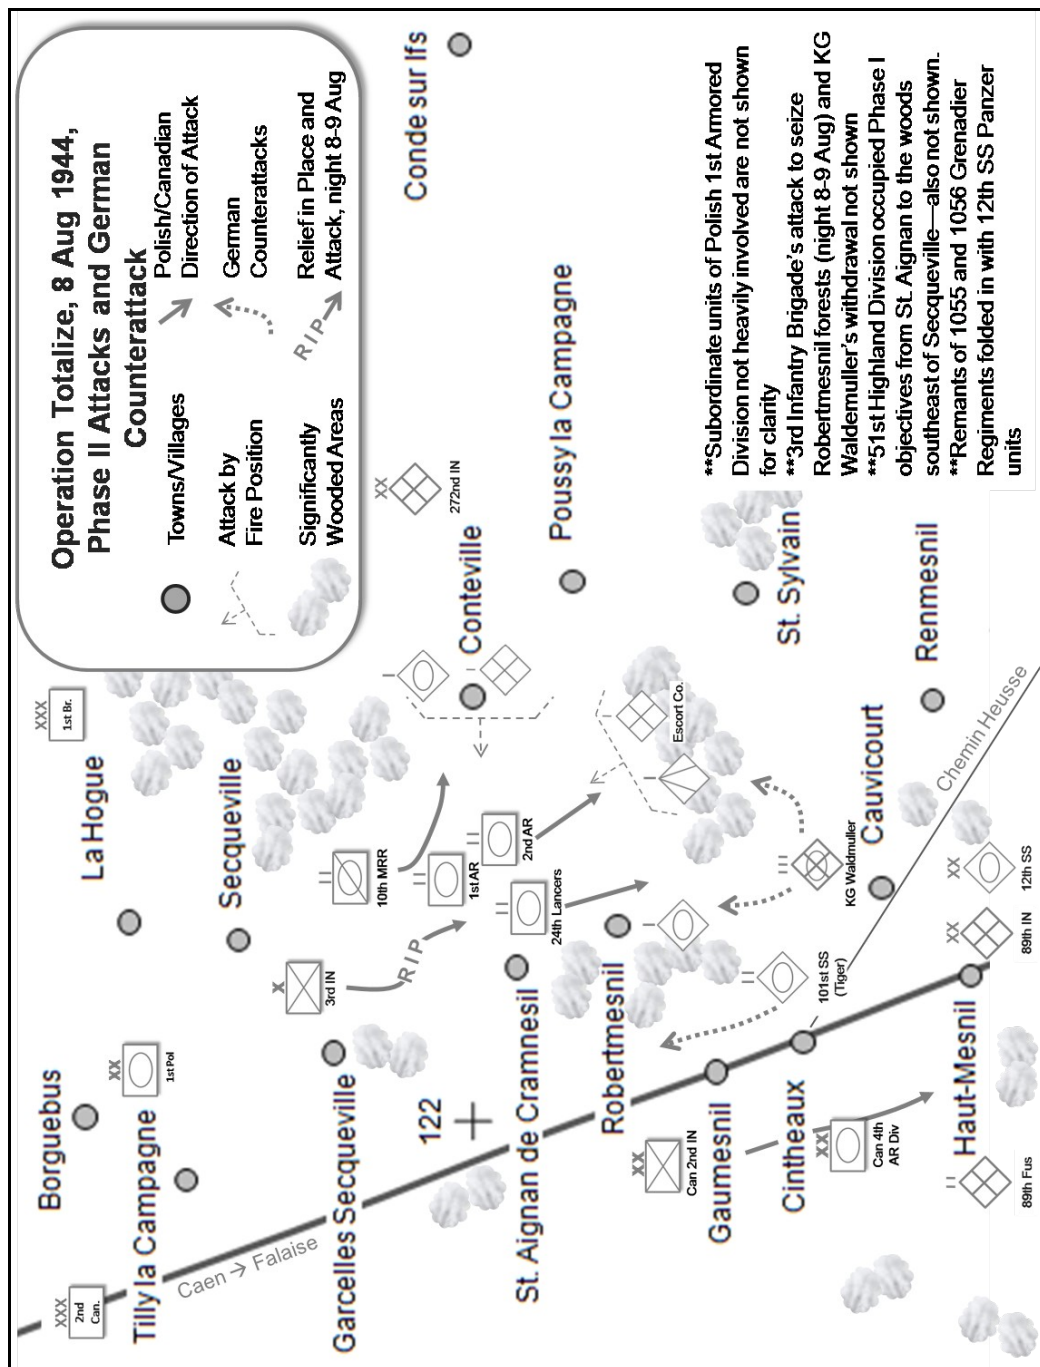 Operation Totalize, 8 Aug 1944,
Phase II Attacks and German
Counterattack
Towns/Villages
Polish/Canadian
Direction of Attack
Attack by
Fire Position
German
Counterattacks
Significantly
Wooded Areas
RIP
Relief in Place and
Attack, night 8-9 Aug
XXX
2nd
Can.
Borguebus
Tilly la Campagne
XX
1st Pol
La Hogue
XXX
1st Br.
Secqueville
Caen → Falaise
Garcelles Secqueville
X
3rd IN
RIP
II
10th MRR
II
1st AR
II
2nd AR
II
24th Lancers
122
St. Aignan de Cramnesil
I
I
Conteville
XX
272nd IN
Conde sur Ifs
Poussy la Campagne
Robertmesnil
I
I
I
Escort Co.
St. Sylvain
XX
Can 2nd IN
Gaumesnil
II
101st SS
(Tiger)
II
KG Waldmuller
Cauvicourt
Renmesnil
Chemin Heusse
Cintheaux
XX
Can 4th
AR Div
Haut-Mesnil
II
89th Fus
XX
89th IN
XX
12th SS
**Subordinate units of Polish 1st Armored
Division not heavily involved are not shown
for clarity
**3rd Infantry Brigade's attack to seize
Robertmesnil forests (night 8-9 Aug) and KG
Waldemuller's withdrawal not shown
**51st Highland Division occupied Phase I
objectives from St. Aignan to the woods
southeast of Secqueville—also not shown.
**Remants of 1055 and 1056 Grenadier
Regiments folded in with 12th SS Panzer
units